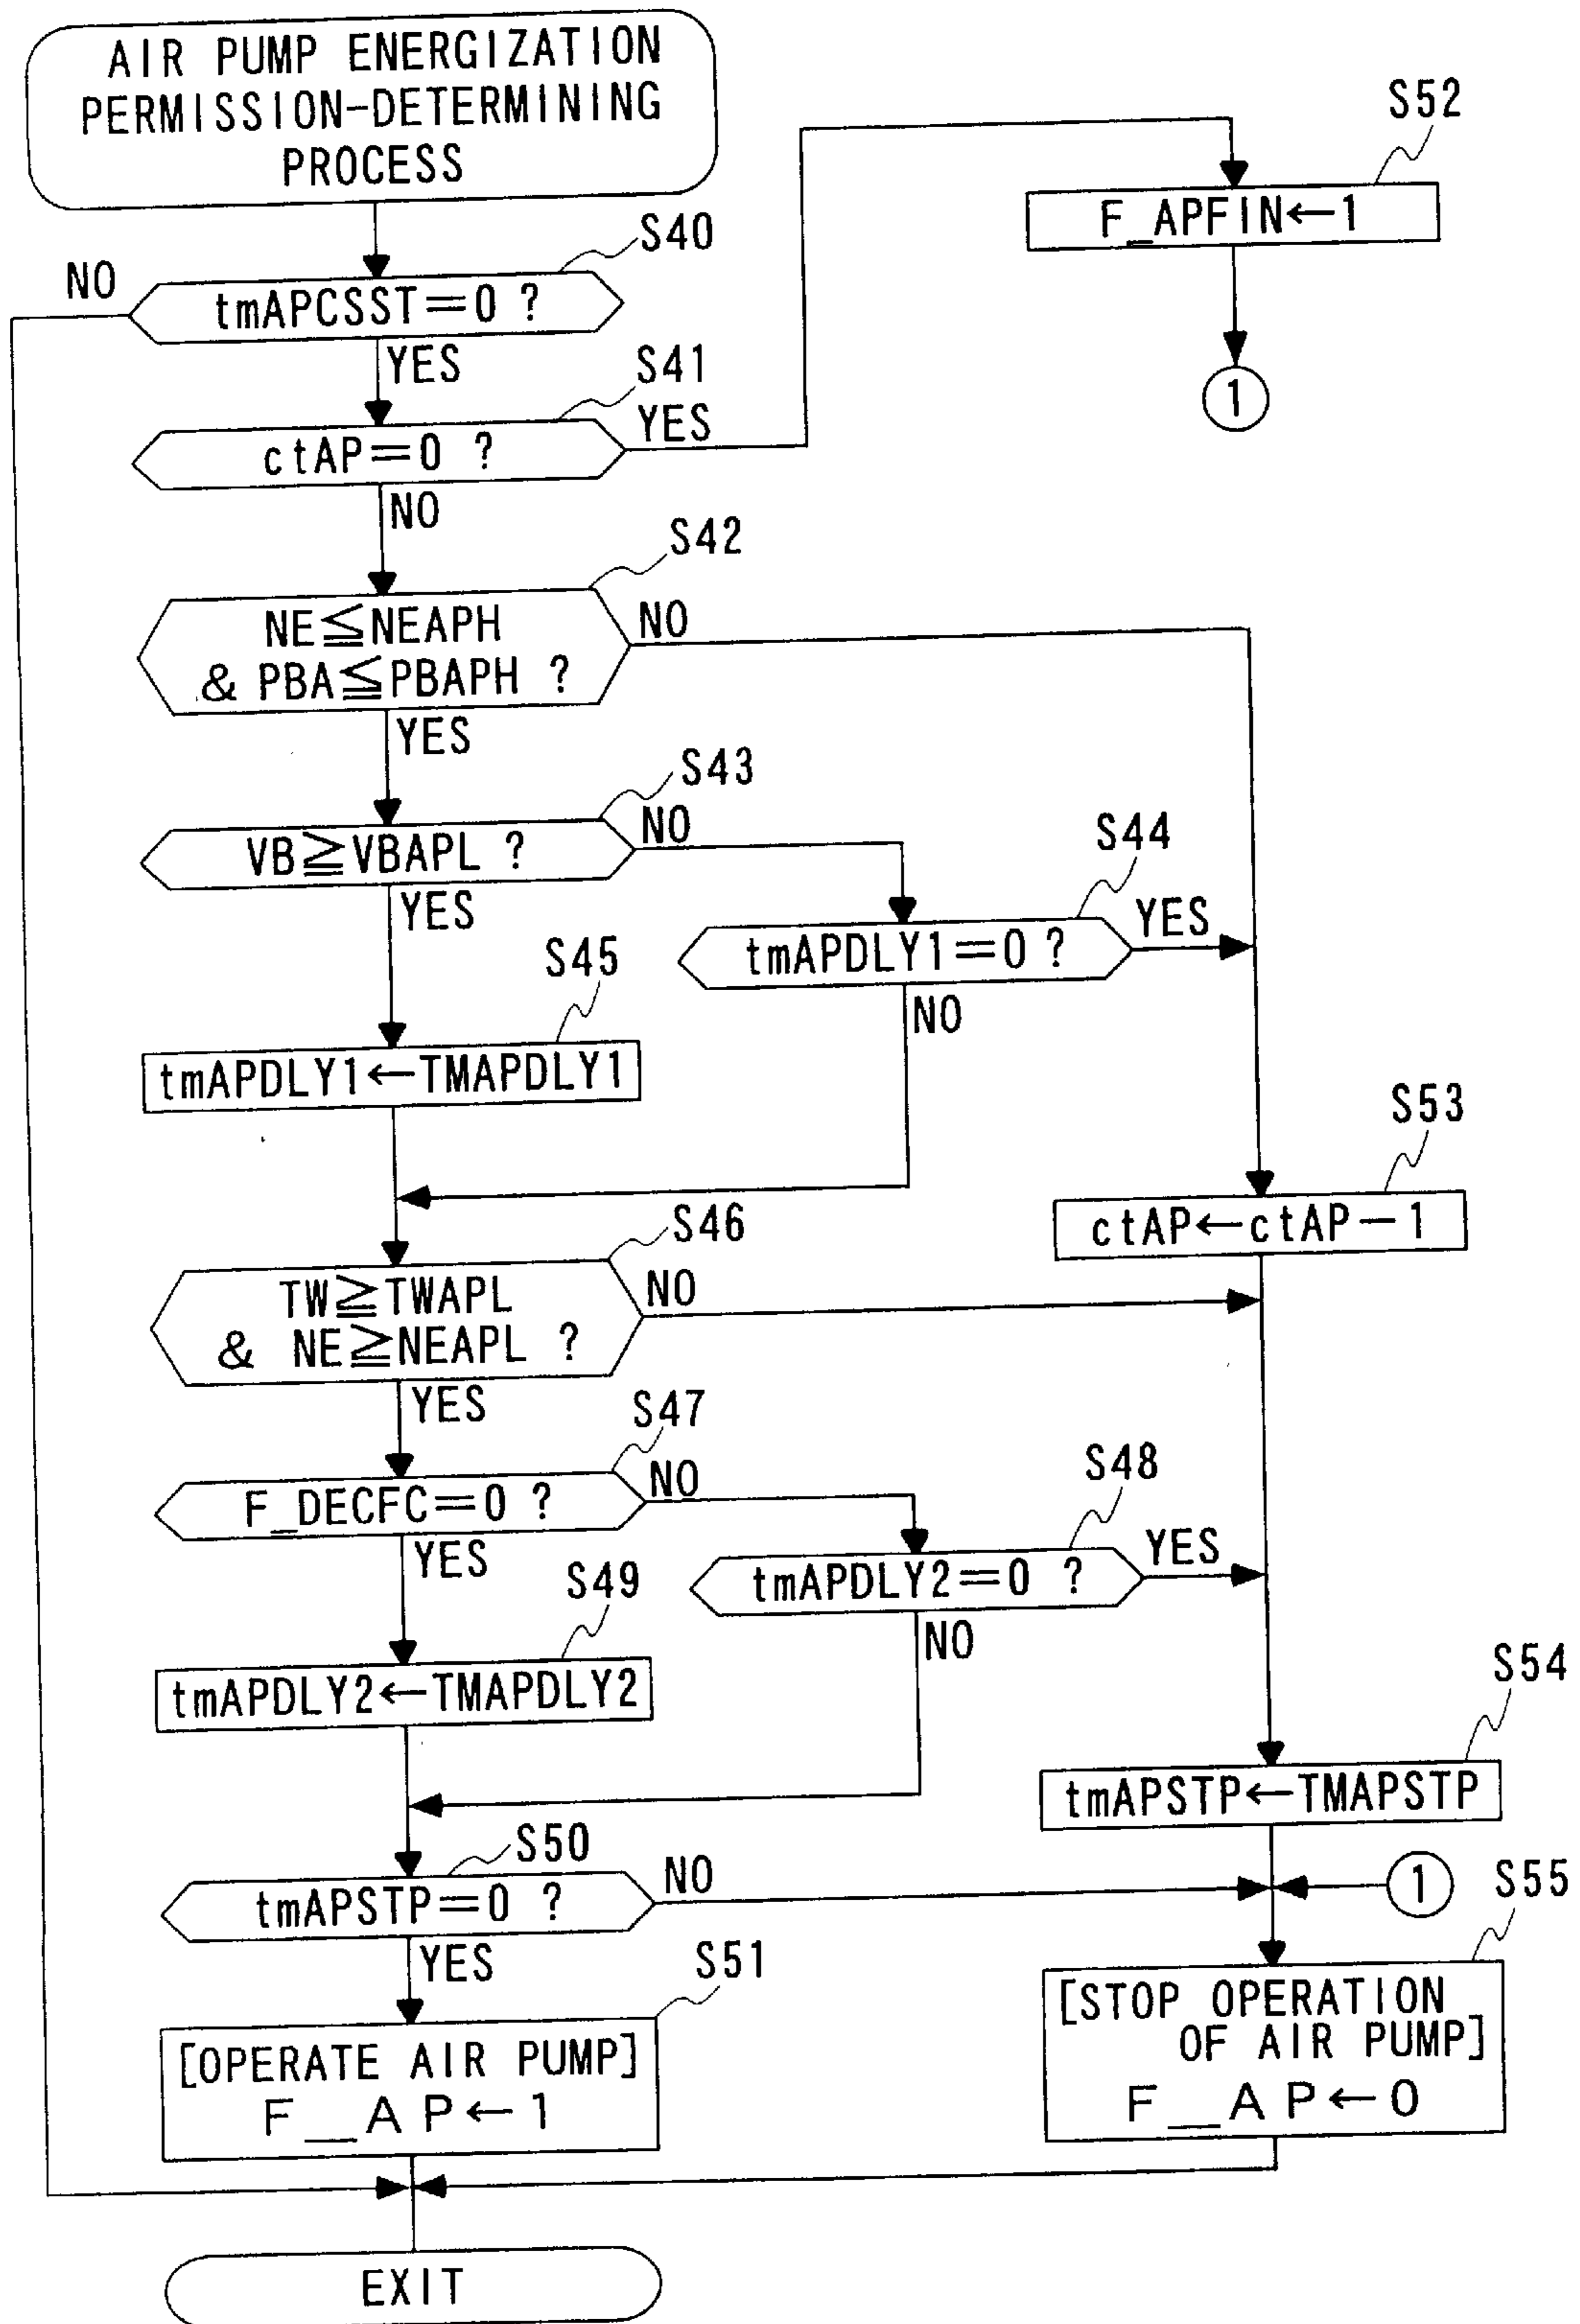 AIR PUMP ENERGIZATION
PERMISSION-DETERMINING
PROCESS
S52
F_APFIN←1
1
S40
NO
tmAPCSST=0 ?
YES
S41
ctAP=0 ?
YES
NO
S42
NE≦NEAPH
& PBA≦PBAPH ?
NO
YES
S43
VB≧VBAPL ?
NO
YES
S44
tmAPDLY1=0 ?
YES
NO
S45
tmAPDLY1←TMAPDLY1
S53
ctAP←ctAP-1
S46
TW≧TWAPL
& NE≧NEAPL ?
NO
YES
S47
F_DECFC=0 ?
NO
YES
S48
tmAPDLY2=0 ?
YES
NO
S49
tmAPDLY2←TMAPDLY2
S54
tmAPSTP←TMAPSTP
S50
tmAPSTP=0 ?
NO
YES
1
S55
S51
[OPERATE AIR PUMP]
F__AP←1
[STOP OPERATION
OF AIR PUMP]
F__AP←0
EXIT